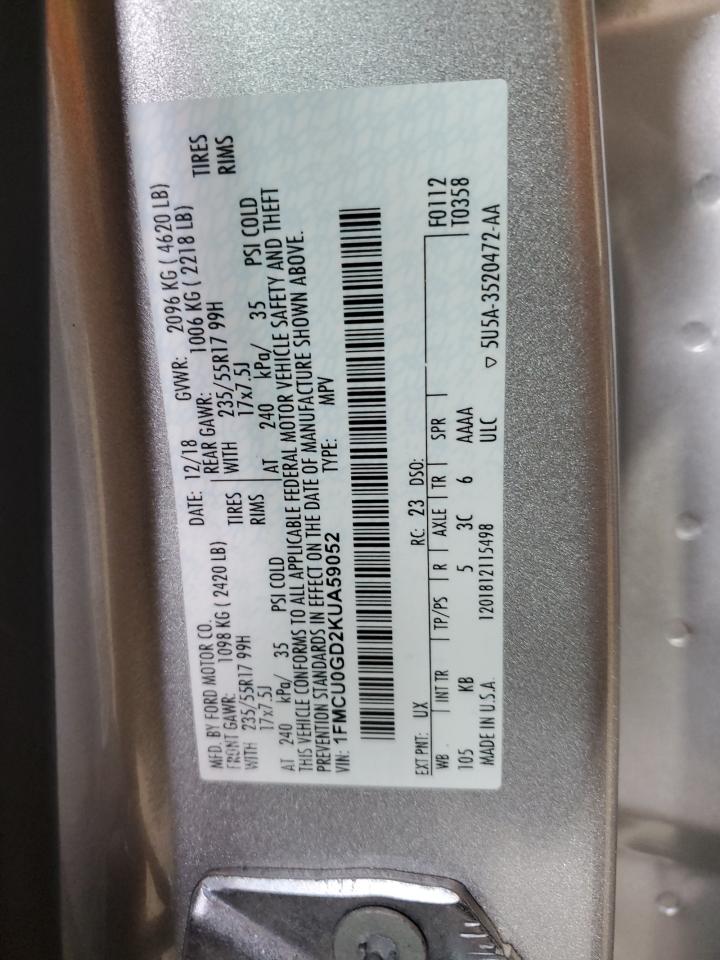 MFD. BY FORD MOTOR CO.
DATE: 12/18 GVWR: 2096 KG ( 4620 LB)
FRONT GAWR: 1098 KG ( 2420 LB) REAR GAWR: 1006 KG ( 2218 LB)
WITH 235/55R17 99H TIRES WITH 235/55R17 99H TIRES
17x7.5J RIMS 17x7.5J RIMS
AT 240 kPa/ 35 PSI COLD AT 240 kPa/ 35 PSI COLD
THIS VEHICLE CONFORMS TO ALL APPLICABLE FEDERAL MOTOR VEHICLE SAFETY AND THEFT
PREVENTION STANDARDS IN EFFECT ON THE DATE OF MANUFACTURE SHOWN ABOVE.
VIN: 1FMCU0GD2KUA59052 TYPE: MPV
EXT PNT: UX RC: 23 DSO:
WB INT TR TP/PS R AXLE TR SPR F0112
105 KB 5 3C 6 AAAA T0358
MADE IN U.S.A. 1201812115498 ULC ▽ 5U5A-3520472-AA